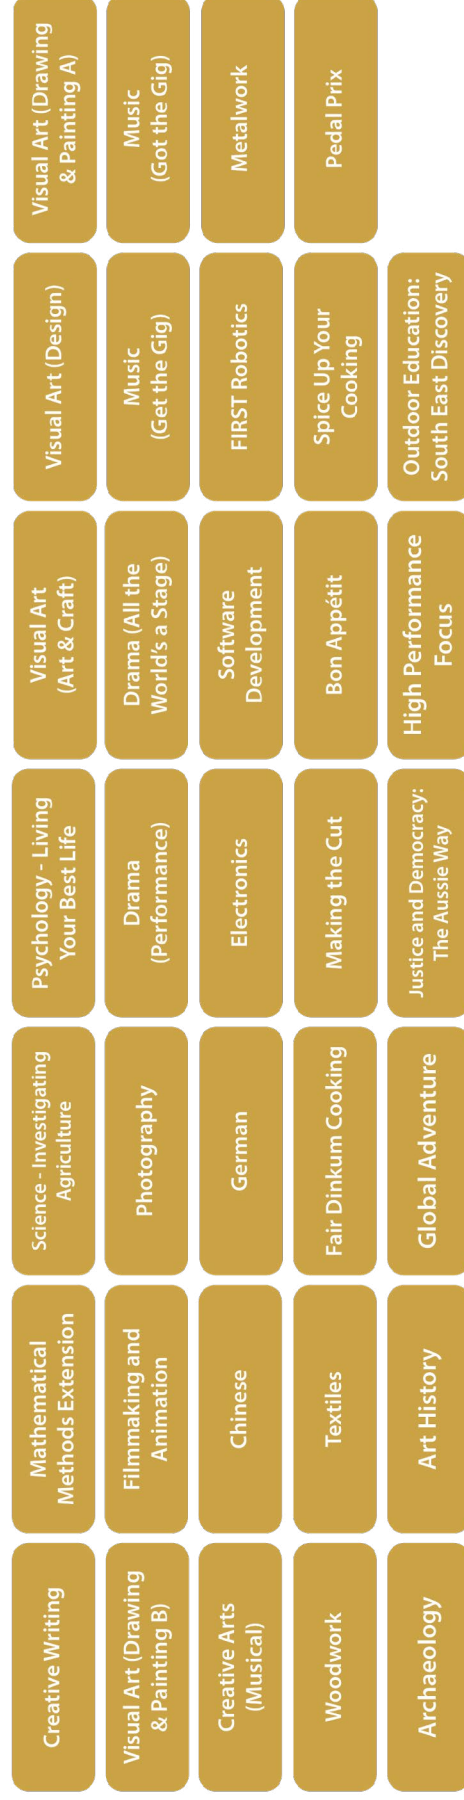 Creative Writing
Mathematical
Methods Extension
Science - Investigating
Agriculture
Psychology - Living
Your Best Life
Visual Art
(Art & Craft)
Visual Art (Design)
Visual Art (Drawing
& Painting A)
Visual Art (Drawing
& Painting B)
Filmmaking and
Animation
Photography
Drama
(Performance)
Drama (All the
World's a Stage)
Music
(Get the Gig)
Music
(Got the Gig)
Creative Arts
(Musical)
Chinese
German
Electronics
Software
Development
FIRST Robotics
Metalwork
Woodwork
Textiles
Fair Dinkum Cooking
Making the Cut
Bon Appétit
Spice Up Your
Cooking
Pedal Prix
Archaeology
Art History
Global Adventure
Justice and Democracy:
The Aussie Way
High Performance
Focus
Outdoor Education:
South East Discovery